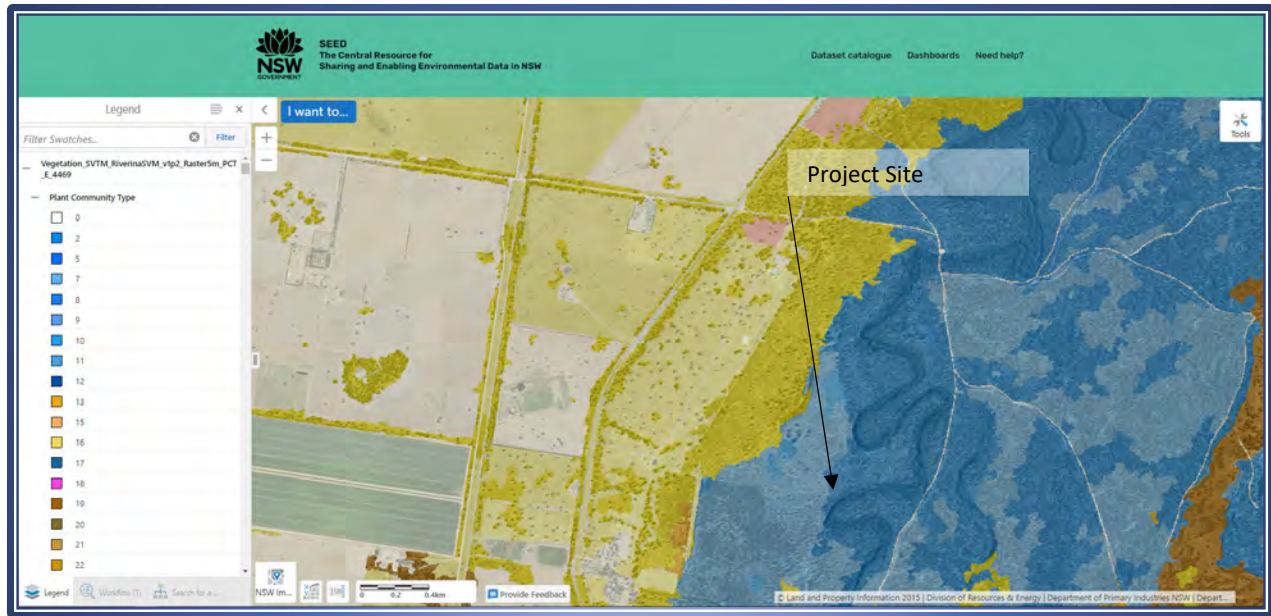 NSW
GOVERNMENT
SEED
The Central Resource for
Sharing and Enabling Environmental Data in NSW
Dataset catalogue Dashboards Need help?
Legend
I want to...
Tools
Filter Swatches...
Filter
Vegetation_SVTM_RiverinaSVM_v1p2_Raster5m_PCT
_E_4469
Plant Community Type
0
2
5
7
8
9
10
11
12
13
15
16
17
18
19
20
21
22
Project Site
Legend
Search for a ...
NSW Im...
0 0.2 0.4km
Provide Feedback
© Land and Property Information 2015 | Division of Resources & Energy | Department of Primary Industries NSW | Depart...